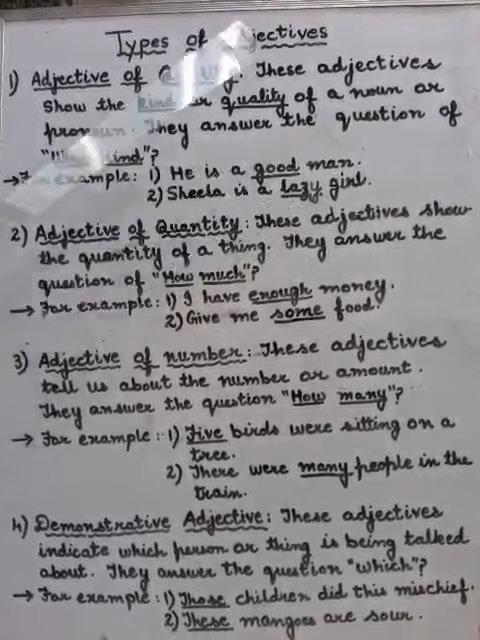 Types of jectives
1) Adjective of Q y. These adjectives
Show the kind or quality of a noun or
pronoun. They answer the question of
kind"?
→ For example: 1) He is a good man.
2) Sheela is a lazy girl.
2) Adjective of Quantity: These adjectives show
the quantity of a thing. They answer the
question of "How much"?
→ For example: 1) I have enough money.
2) Give me some food.
3) Adjective of number: These adjectives
tell us about the number or amount.
They answer the question "How many"?
→ For example: 1) Five birds were sitting on a
tree.
2) There were many people in the
train.
4) Demonstrative Adjective: These adjectives
indicate which person or thing is being talked
about. They answer the question "which"?
→ For example: 1) Those children did this mischief.
2) These mangoes are sour.